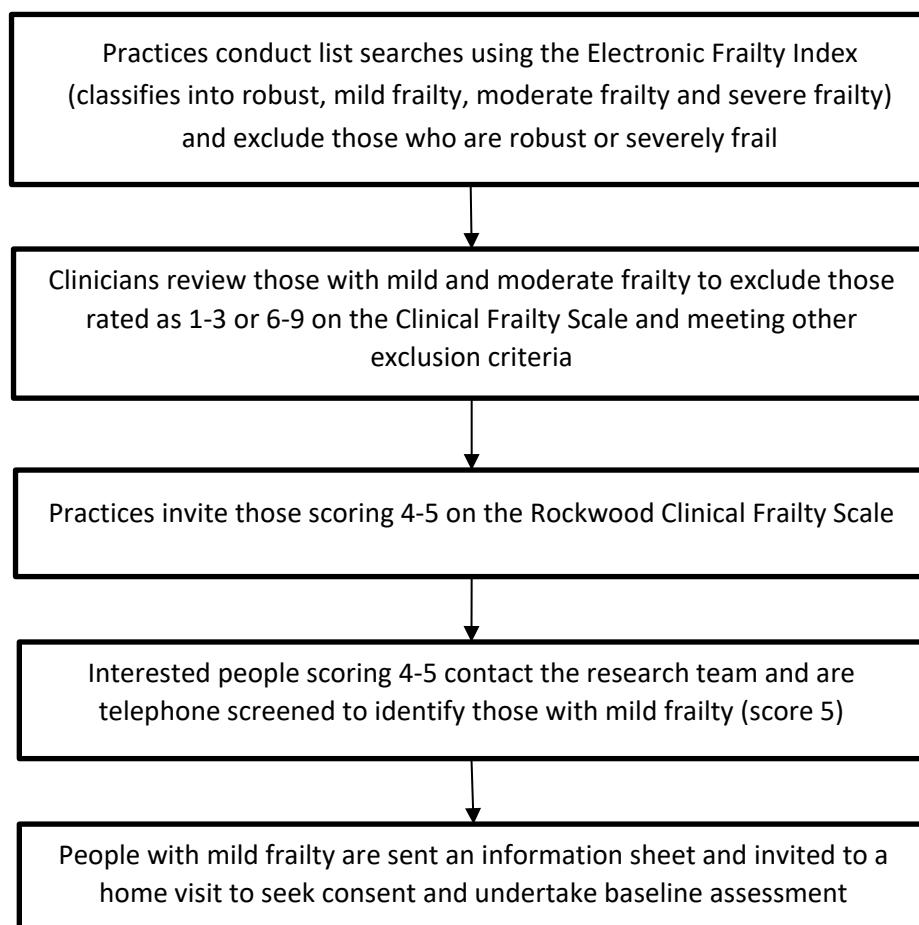 Practices conduct list searches using the Electronic Frailty Index
(classifies into robust, mild frailty, moderate frailty and severe frailty)
and exclude those who are robust or severely frail
Clinicians review those with mild and moderate frailty to exclude those
rated as 1-3 or 6-9 on the Clinical Frailty Scale and meeting other
exclusion criteria
Practices invite those scoring 4-5 on the Rockwood Clinical Frailty Scale
Interested people scoring 4-5 contact the research team and are
telephone screened to identify those with mild frailty (score 5)
People with mild frailty are sent an information sheet and invited to a
home visit to seek consent and undertake baseline assessment